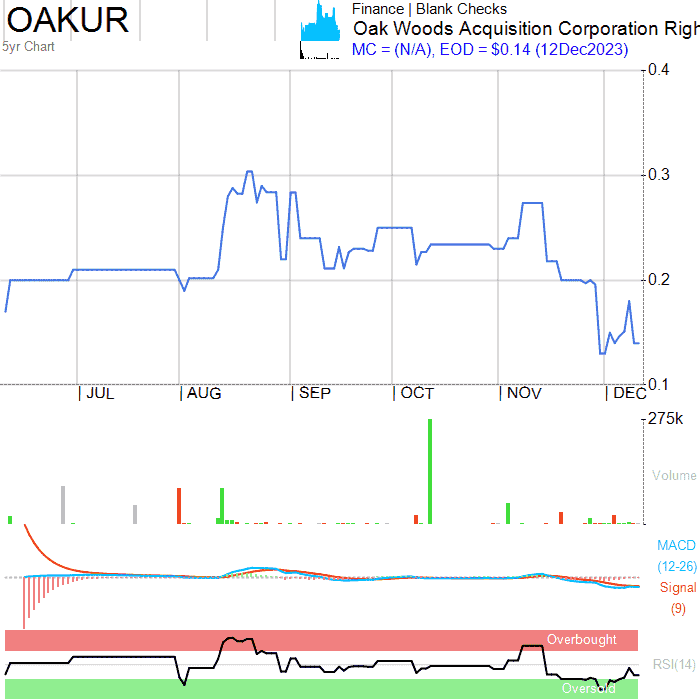 OAKUR
Finance | Blank Checks
Oak Woods Acquisition Corporation Righ
5yr Chart
MC = (N/A), EOD = $0.14 (12Dec2023)
0.4
0.3
0.2
0.1
| JUL | AUG | SEP | OCT | NOV | DEC
275k
Volume
MACD
(12-26)
Signal
(9)
Overbought
RSI(14)
Oversold